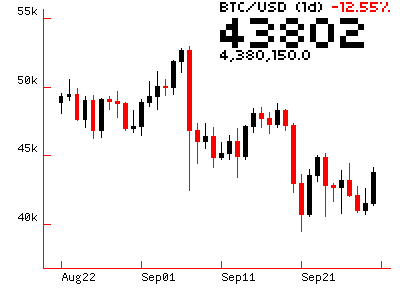 BTC/USD (1d) -12.55%
43802
4,380,150.0
55k
50k
45k
40k
Aug22 Sep01 Sep11 Sep21